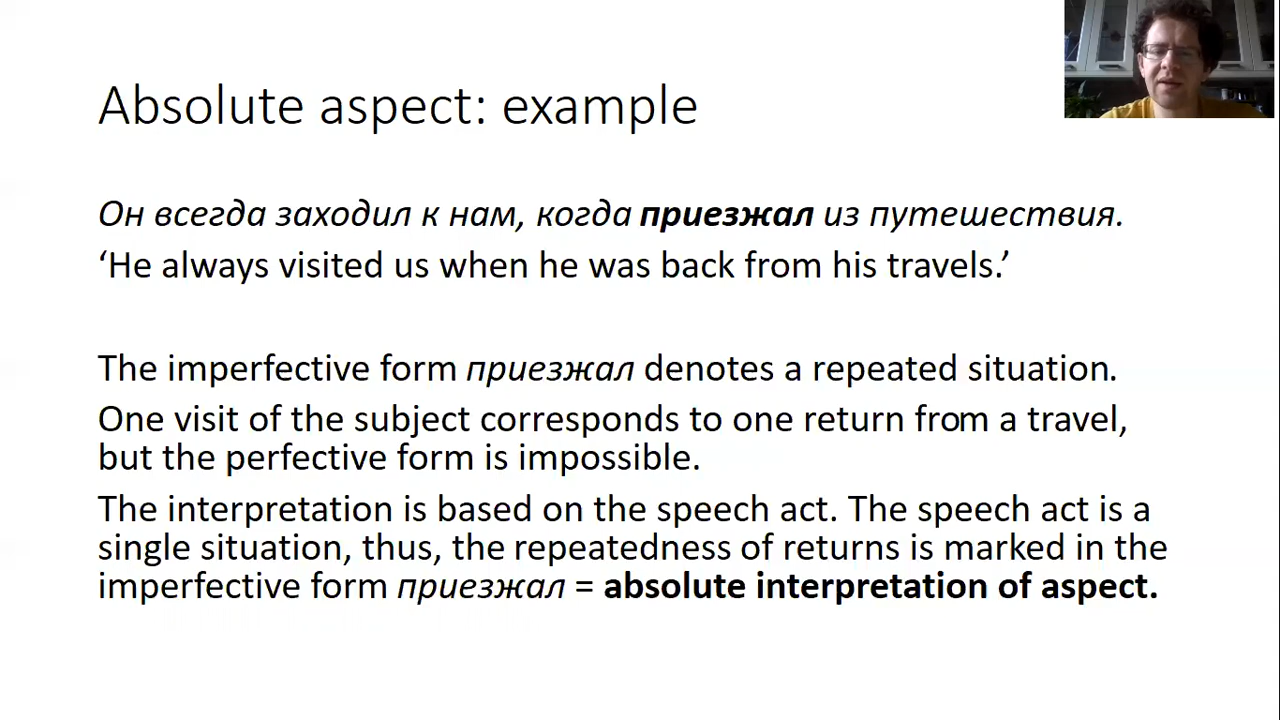 Absolute aspect: example
Он всегда заходил к нам, когда приезжал из путешествия.
‘He always visited us when he was back from his travels.’
The imperfective form приезжал denotes a repeated situation.
One visit of the subject corresponds to one return from a travel,
but the perfective form is impossible.
The interpretation is based on the speech act. The speech act is a
single situation, thus, the repeatedness of returns is marked in the
imperfective form приезжал = absolute interpretation of aspect.